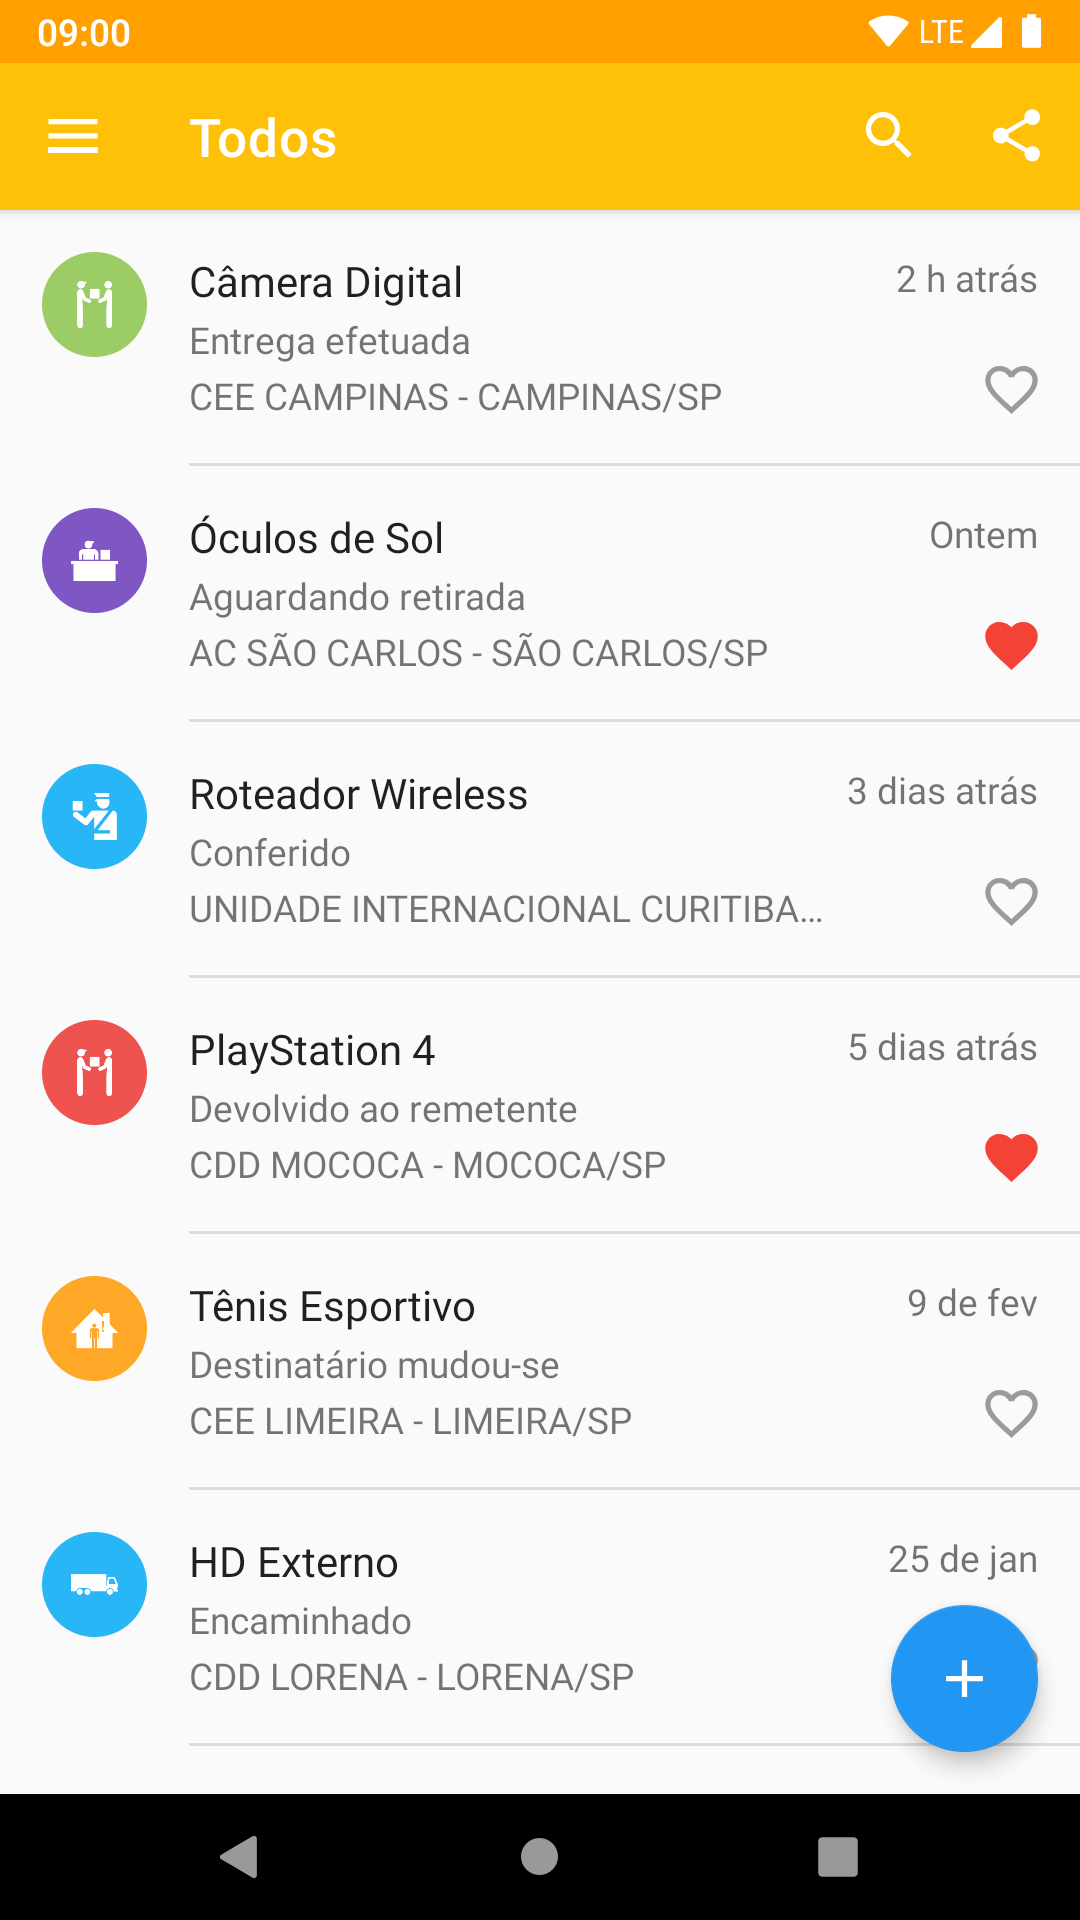 09:00 LTE
Todos
Câmera Digital 2 h atrás
Entrega efetuada
CEE CAMPINAS - CAMPINAS/SP
Óculos de Sol Ontem
Aguardando retirada
AC SÃO CARLOS - SÃO CARLOS/SP
Roteador Wireless 3 dias atrás
Conferido
UNIDADE INTERNACIONAL CURITIBA...
PlayStation 4 5 dias atrás
Devolvido ao remetente
CDD MOCOCA - MOCOCA/SP
Tênis Esportivo 9 de fev
Destinatário mudou-se
CEE LIMEIRA - LIMEIRA/SP
HD Externo 25 de jan
Encaminhado
CDD LORENA - LORENA/SP